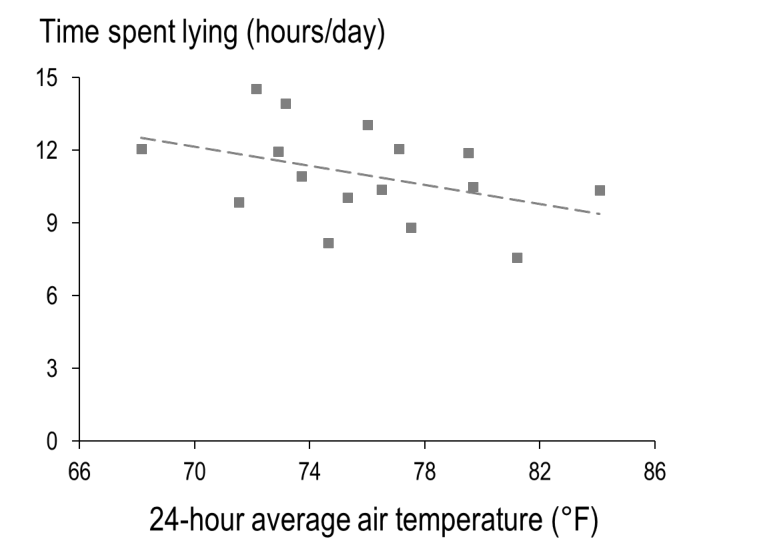 Time spent lying (hours/day)
15
12
9
6
3
0
66 70 74 78 82 86
24-hour average air temperature (°F)